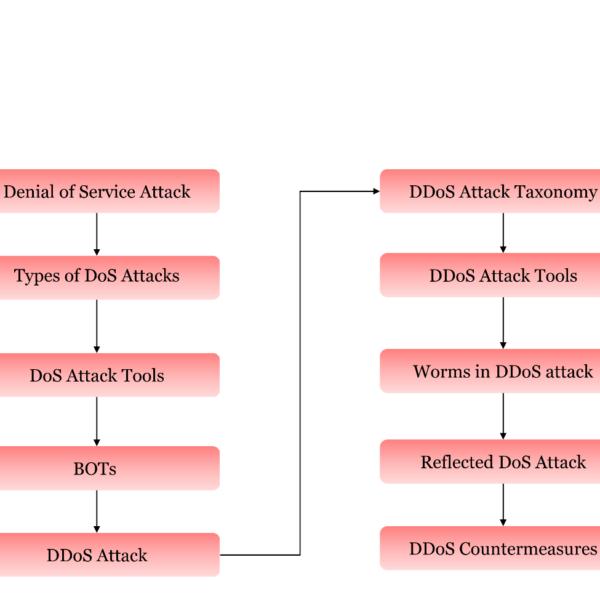 Denial of Service Attack
Types of DoS Attacks
DoS Attack Tools
BOTs
DDoS Attack
DDoS Attack Taxonomy
DDoS Attack Tools
Worms in DDoS attack
Reflected DoS Attack
DDoS Countermeasures